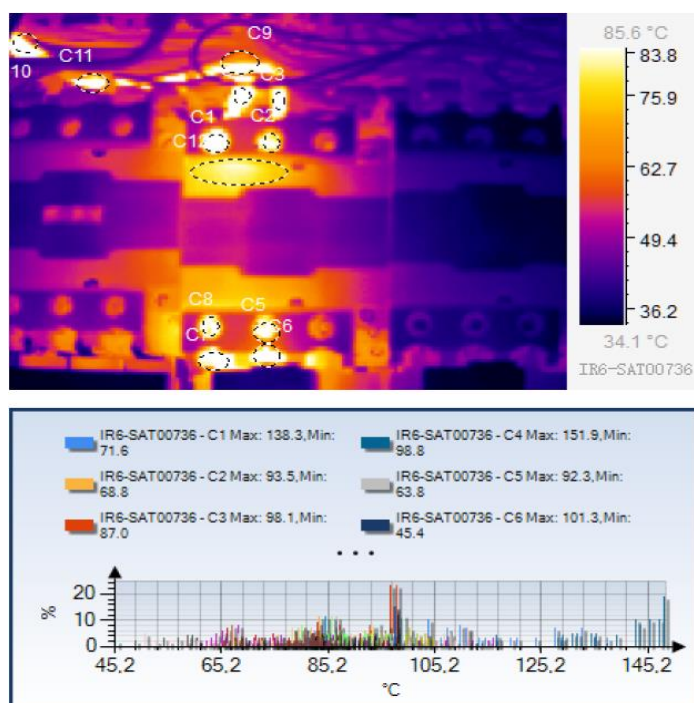 C9
C11
10
C3
C1
C2
C12
C8
C5
C6
85.6 °C
83.8
75.9
62.7
49.4
36.2
34.1 °C
IR6-SAT00736
IR6-SAT00736 - C1 Max: 138.3,Min:
71.6
IR6-SAT00736 - C2 Max: 93.5,Min:
68.8
IR6-SAT00736 - C3 Max: 98.1,Min:
87.0
IR6-SAT00736 - C4 Max: 151.9,Min:
98.8
IR6-SAT00736 - C5 Max: 92.3,Min:
63.8
IR6-SAT00736 - C6 Max: 101.3,Min:
45.4
• • •
%
20
10
0
45,2
65,2
85,2
105,2
125,2
145,2
°C